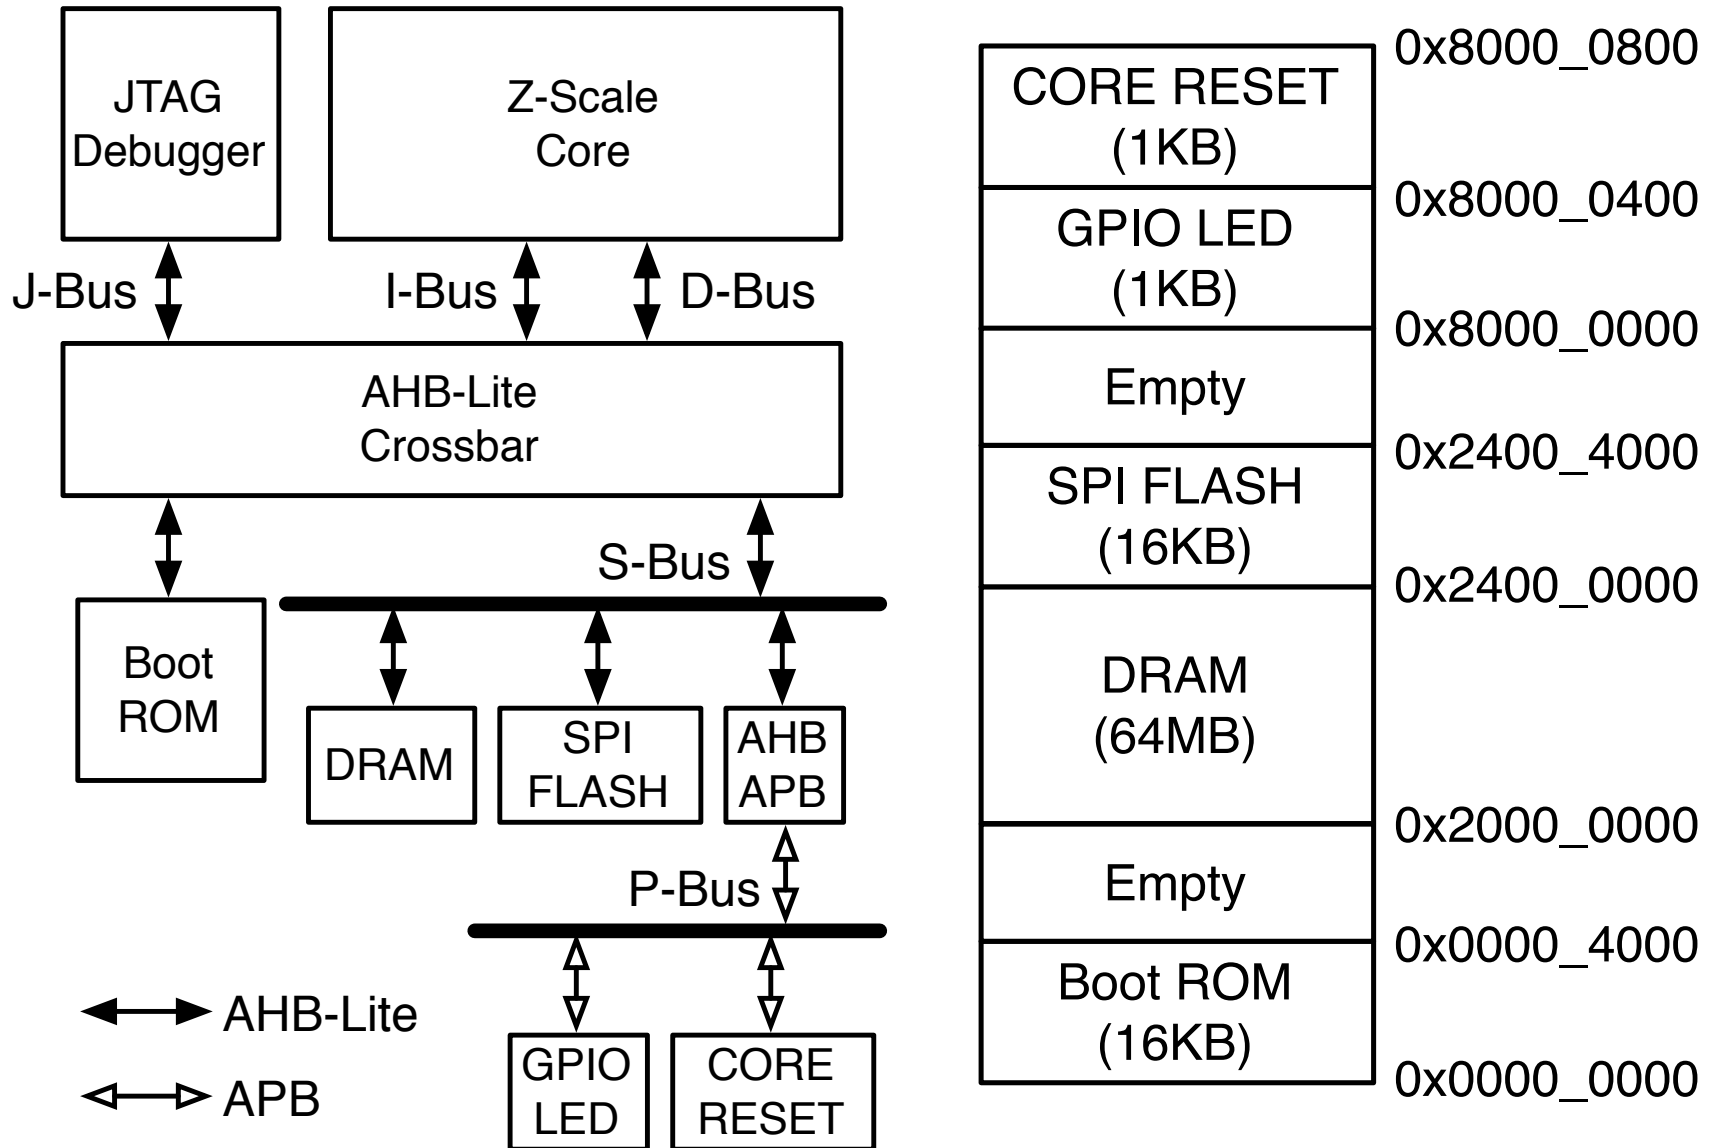 JTAG
Debugger
Z-Scale
Core
J-Bus
I-Bus
D-Bus
AHB-Lite
Crossbar
S-Bus
Boot
ROM
DRAM
SPI
FLASH
AHB
APB
P-Bus
GPIO
LED
CORE
RESET
AHB-Lite
APB
0x8000_0800
CORE RESET
(1KB)
0x8000_0400
GPIO LED
(1KB)
0x8000_0000
Empty
0x2400_4000
SPI FLASH
(16KB)
0x2400_0000
DRAM
(64MB)
0x2000_0000
Empty
0x0000_4000
Boot ROM
(16KB)
0x0000_0000